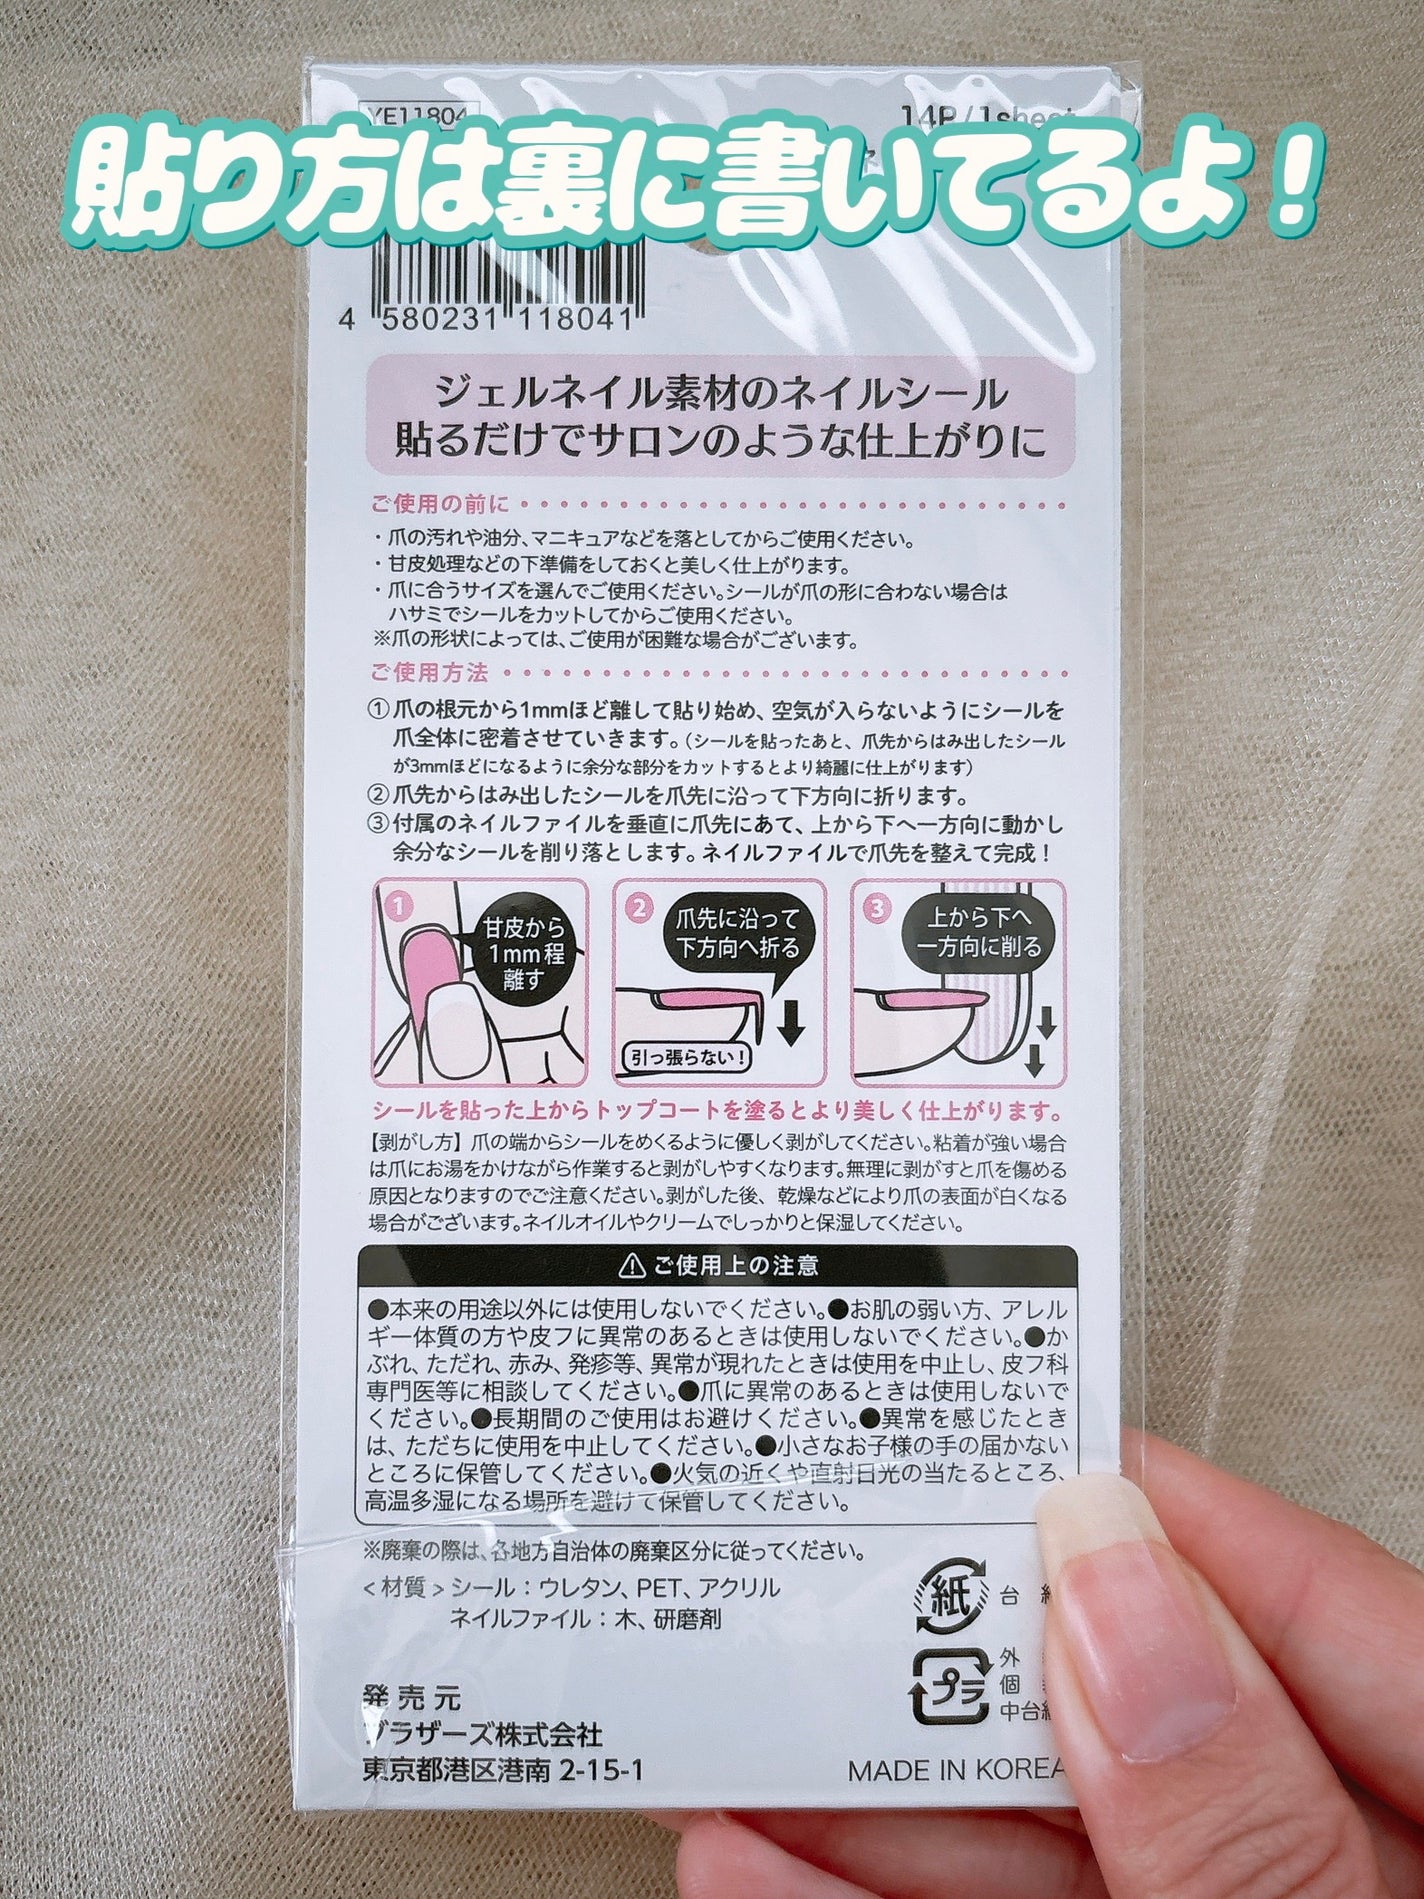 貼り方は裏に書いてるよ！
YE11804
14P/1sheet
4 580231 118041
ジェルネイル素材のネイルシール
貼るだけでサロンのような仕上がりに
ご使用の前に
・爪の汚れや油分、マニキュアなどを落としてからご使用ください。
・甘皮処理などの下準備をしておくと美しく仕上がります。
・爪に合うサイズを選んでご使用ください。シールが爪の形に合わない場合は
ハサミでシールをカットしてからご使用ください。
※爪の形状によっては、ご使用が困難な場合がございます。
ご使用方法
①爪の根元から1mmほど離して貼り始め、空気が入らないようにシールを
爪全体に密着させていきます。（シールを貼ったあと、爪先からはみ出したシール
が3mmほどになるように余分な部分をカットするとより綺麗に仕上がります）
②爪先からはみ出したシールを爪先に沿って下方向に折ります。
③付属のネイルファイルを垂直に爪先にあて、上から下へ一方向に動かし
余分なシールを削り落とします。ネイルファイルで爪先を整えて完成！
1
甘皮から
1mm程
離す
2
爪先に沿って
下方向へ折る
引っ張らない！
3
上から下へ
一方向に削る
シールを貼った上からトップコートを塗るとより美しく仕上がります。
【剥がし方】爪の端からシールをめくるように優しく剥がしてください。粘着が強い場合
は爪にお湯をかけながら作業すると剥がしやすくなります。無理に剥がすと爪を傷める
原因となりますのでご注意ください。剥がした後、乾燥などにより爪の表面が白くなる
場合がございます。ネイルオイルやクリームでしっかりと保湿してください。
⚠ ご使用上の注意
●本来の用途以外には使用しないでください。●お肌の弱い方、アレル
ギー体質の方や皮フに異常のあるときは使用しないでください。●か
ぶれ、ただれ、赤み、発疹等、異常が現れたときは使用を中止し、皮フ科
専門医等に相談してください。●爪に異常のあるときは使用しないで
ください。●長期間のご使用はお避けください。●異常を感じたとき
は、ただちに使用を中止してください。●小さなお子様の手の届かない
ところに保管してください。●火気の近くや直射日光の当たるところ、
高温多湿になる場所を避けて保管してください。
※廃棄の際は、各地方自治体の廃棄区分に従ってください。
<材質>シール：ウレタン、PET、アクリル
ネイルファイル：木、研磨剤
紙
台
プラ
外
個
中台
発売元
ブラザーズ株式会社
東京都港区港南 2-15-1
MADE IN KOREA